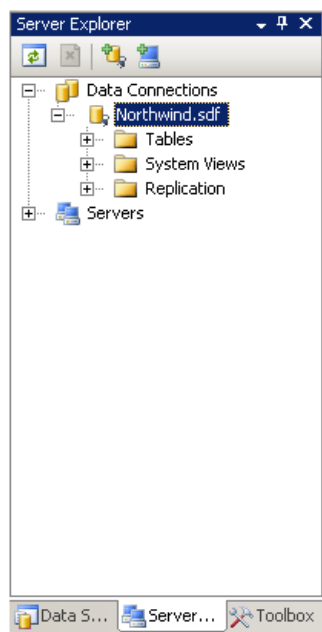 Server Explorer
Data Connections
Northwind.sdf
Tables
System Views
Replication
Servers
Data S... Server... Toolbox